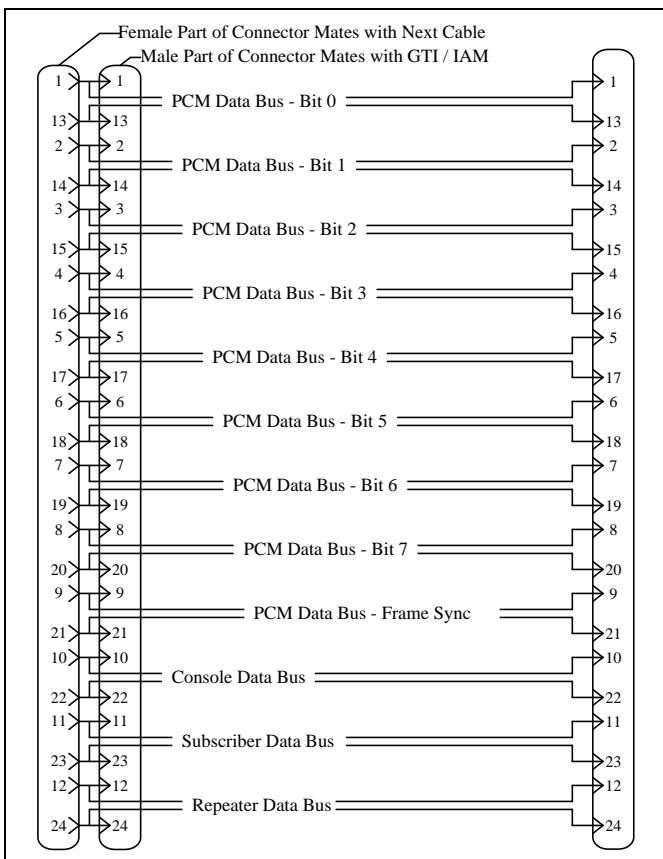 Female Part of Connector Mates with Next Cable
Male Part of Connector Mates with GTI / IAM
1 1 1
PCM Data Bus - Bit 0
13 13 13
2 2 2
PCM Data Bus - Bit 1
14 14 14
3 3 3
PCM Data Bus - Bit 2
15 15 15
4 4 4
PCM Data Bus - Bit 3
16 16 16
5 5 5
PCM Data Bus - Bit 4
17 17 17
6 6 6
PCM Data Bus - Bit 5
18 18 18
7 7 7
PCM Data Bus - Bit 6
19 19 19
8 8 8
PCM Data Bus - Bit 7
20 20 20
9 9 9
PCM Data Bus - Frame Sync
21 21 21
10 10 10
Console Data Bus
22 22 22
11 11 11
Subscriber Data Bus
23 23 23
12 12 12
Repeater Data Bus
24 24 24